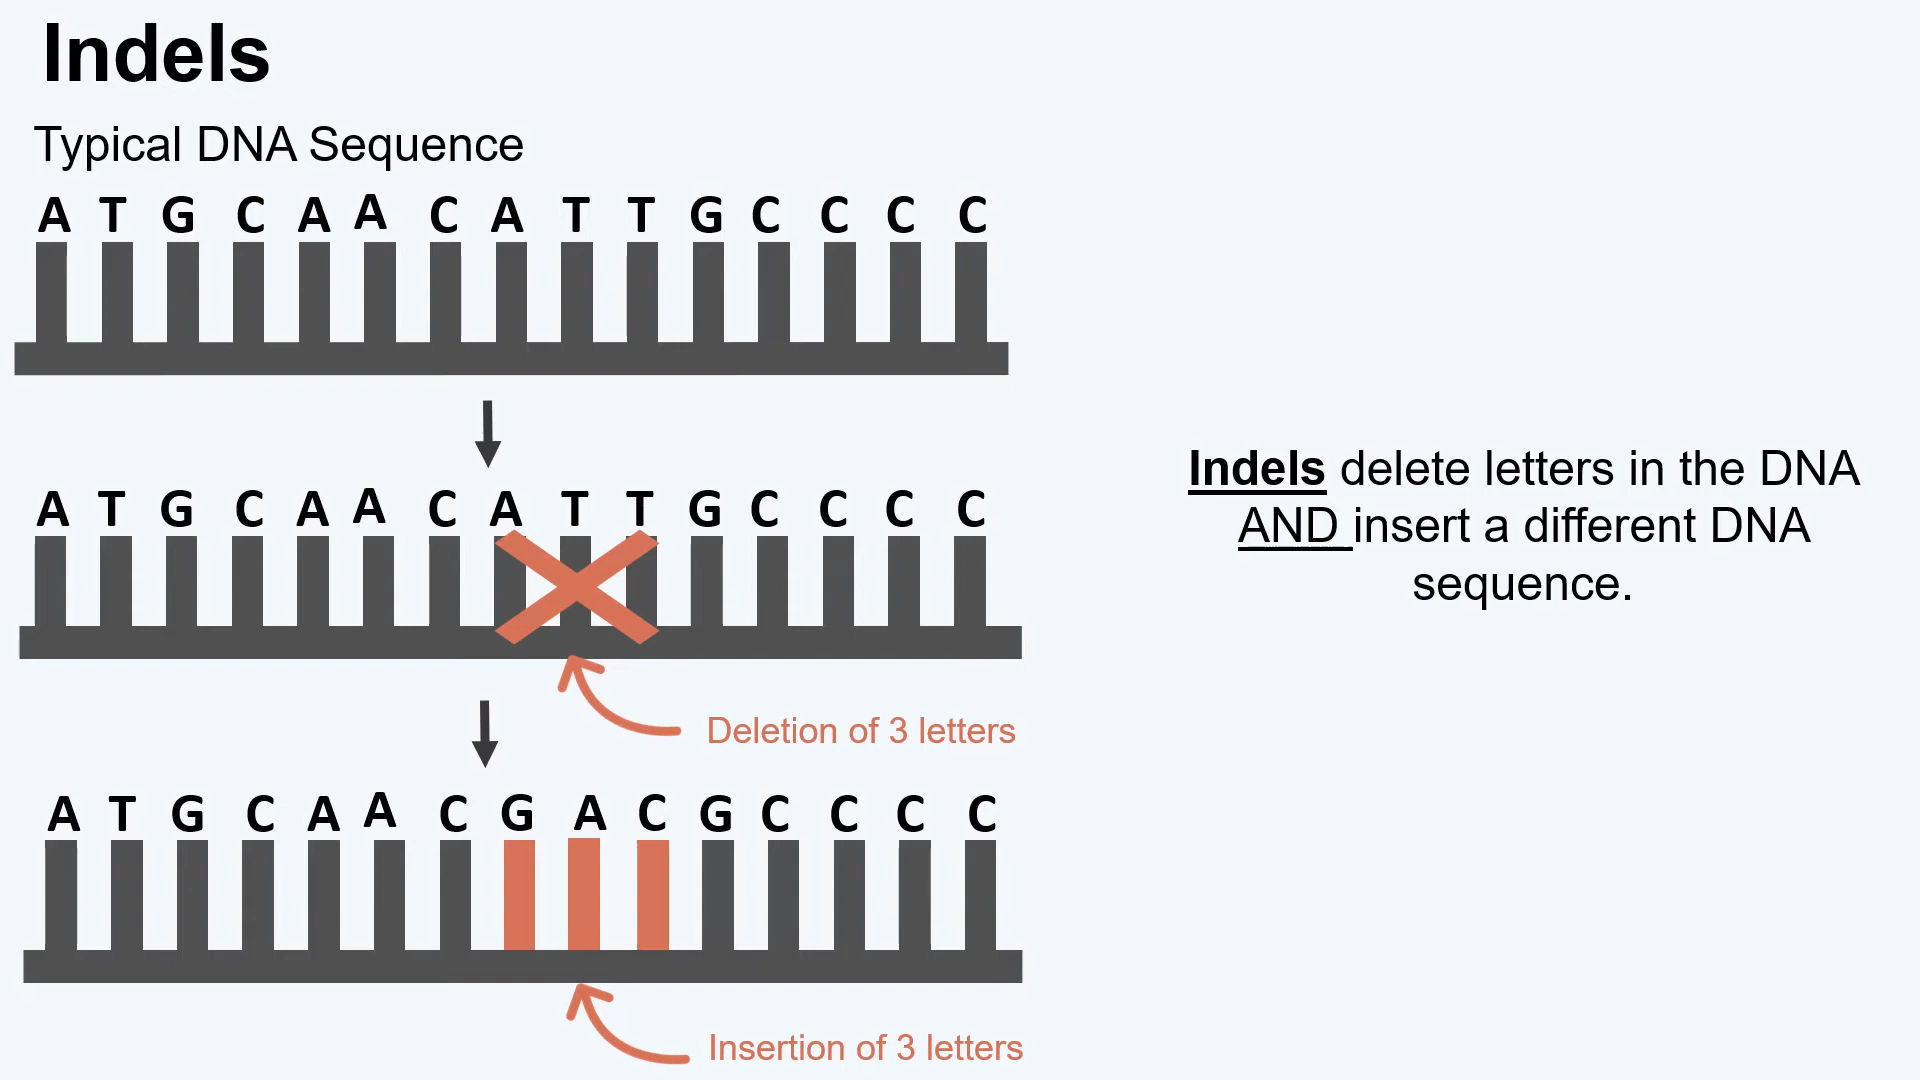 Indels
Typical DNA Sequence
A T G C A A C A T T G C C C C
A T G C A A C A T T G C C C C
Deletion of 3 letters
A T G C A A C G A C G C C C C
Insertion of 3 letters
Indels delete letters in the DNA
AND insert a different DNA
sequence.